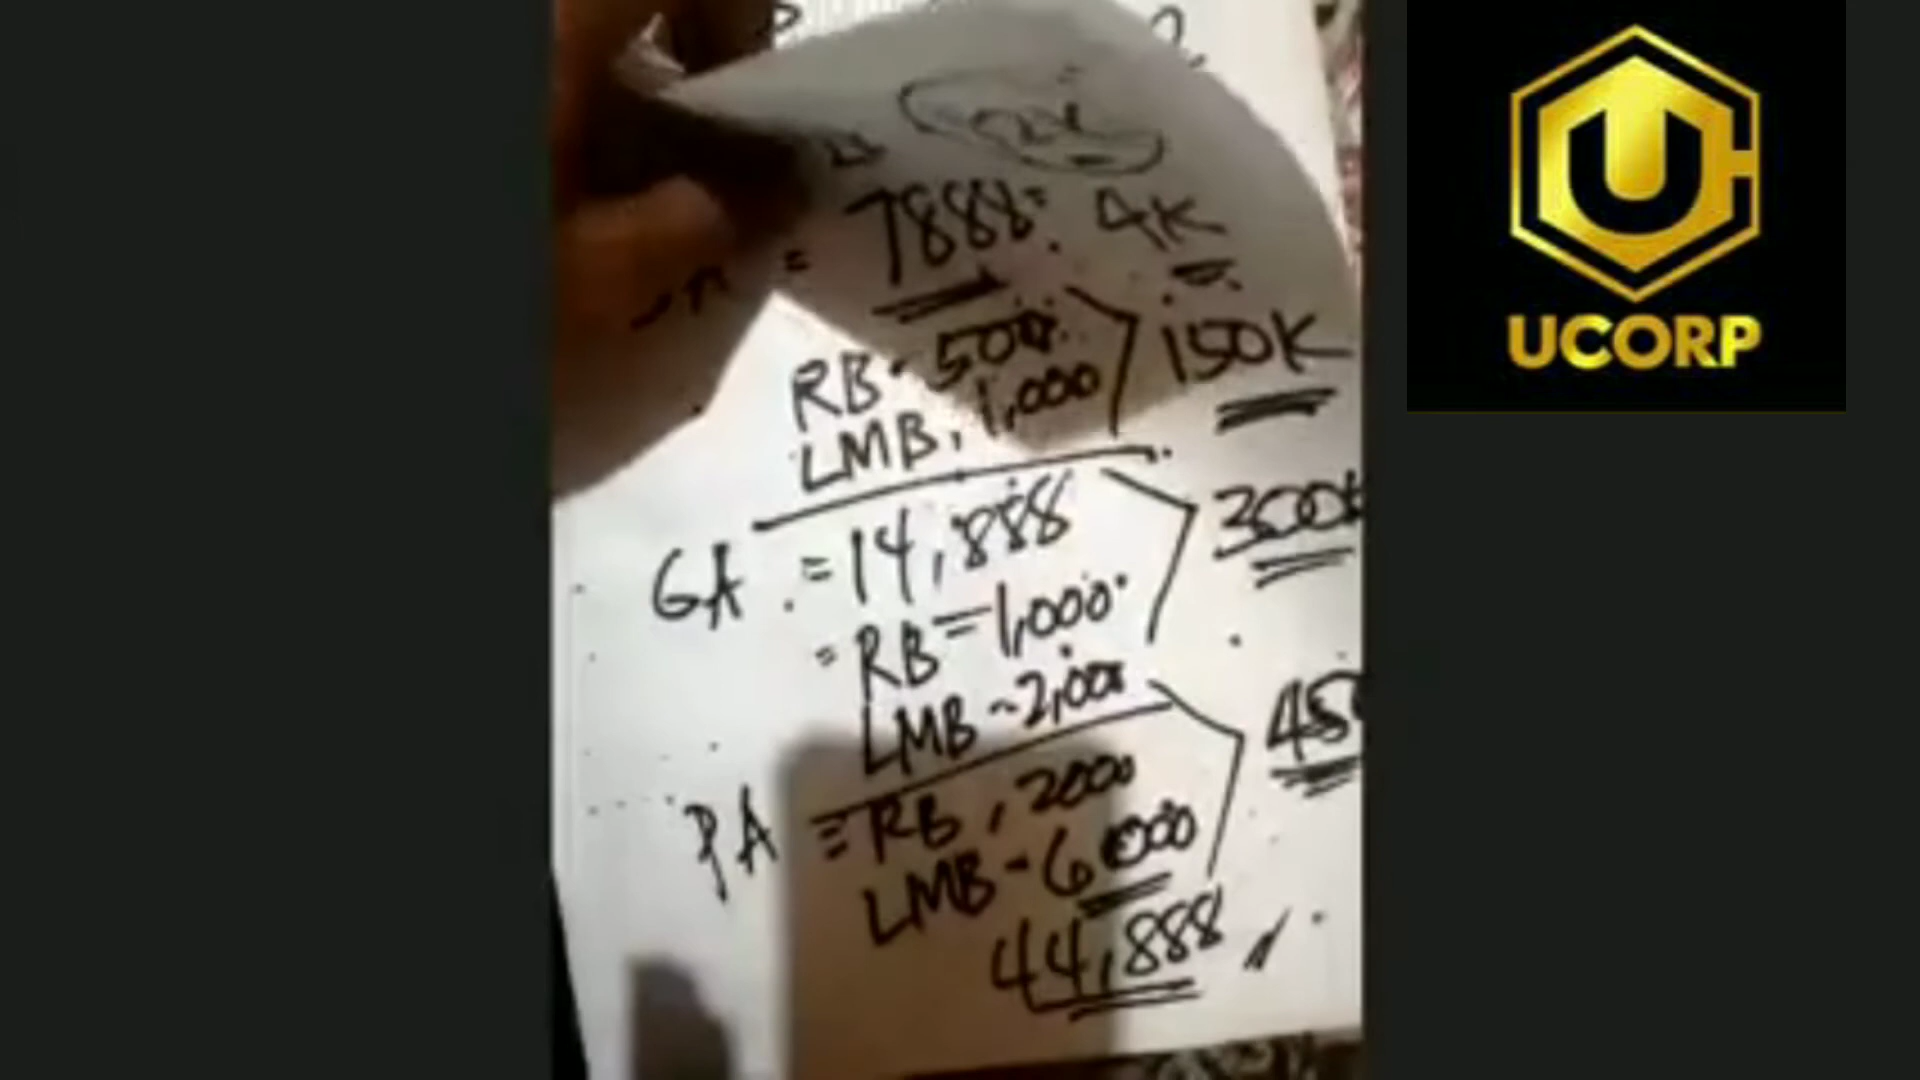 7888 = 4K
RB - 500
LMB, 1,000
150K
GA = 14,888
300K
= RB = 1,000
LMB - 2,000
PA = RB, 2000
LMB - 6,000
44,888
UCORP